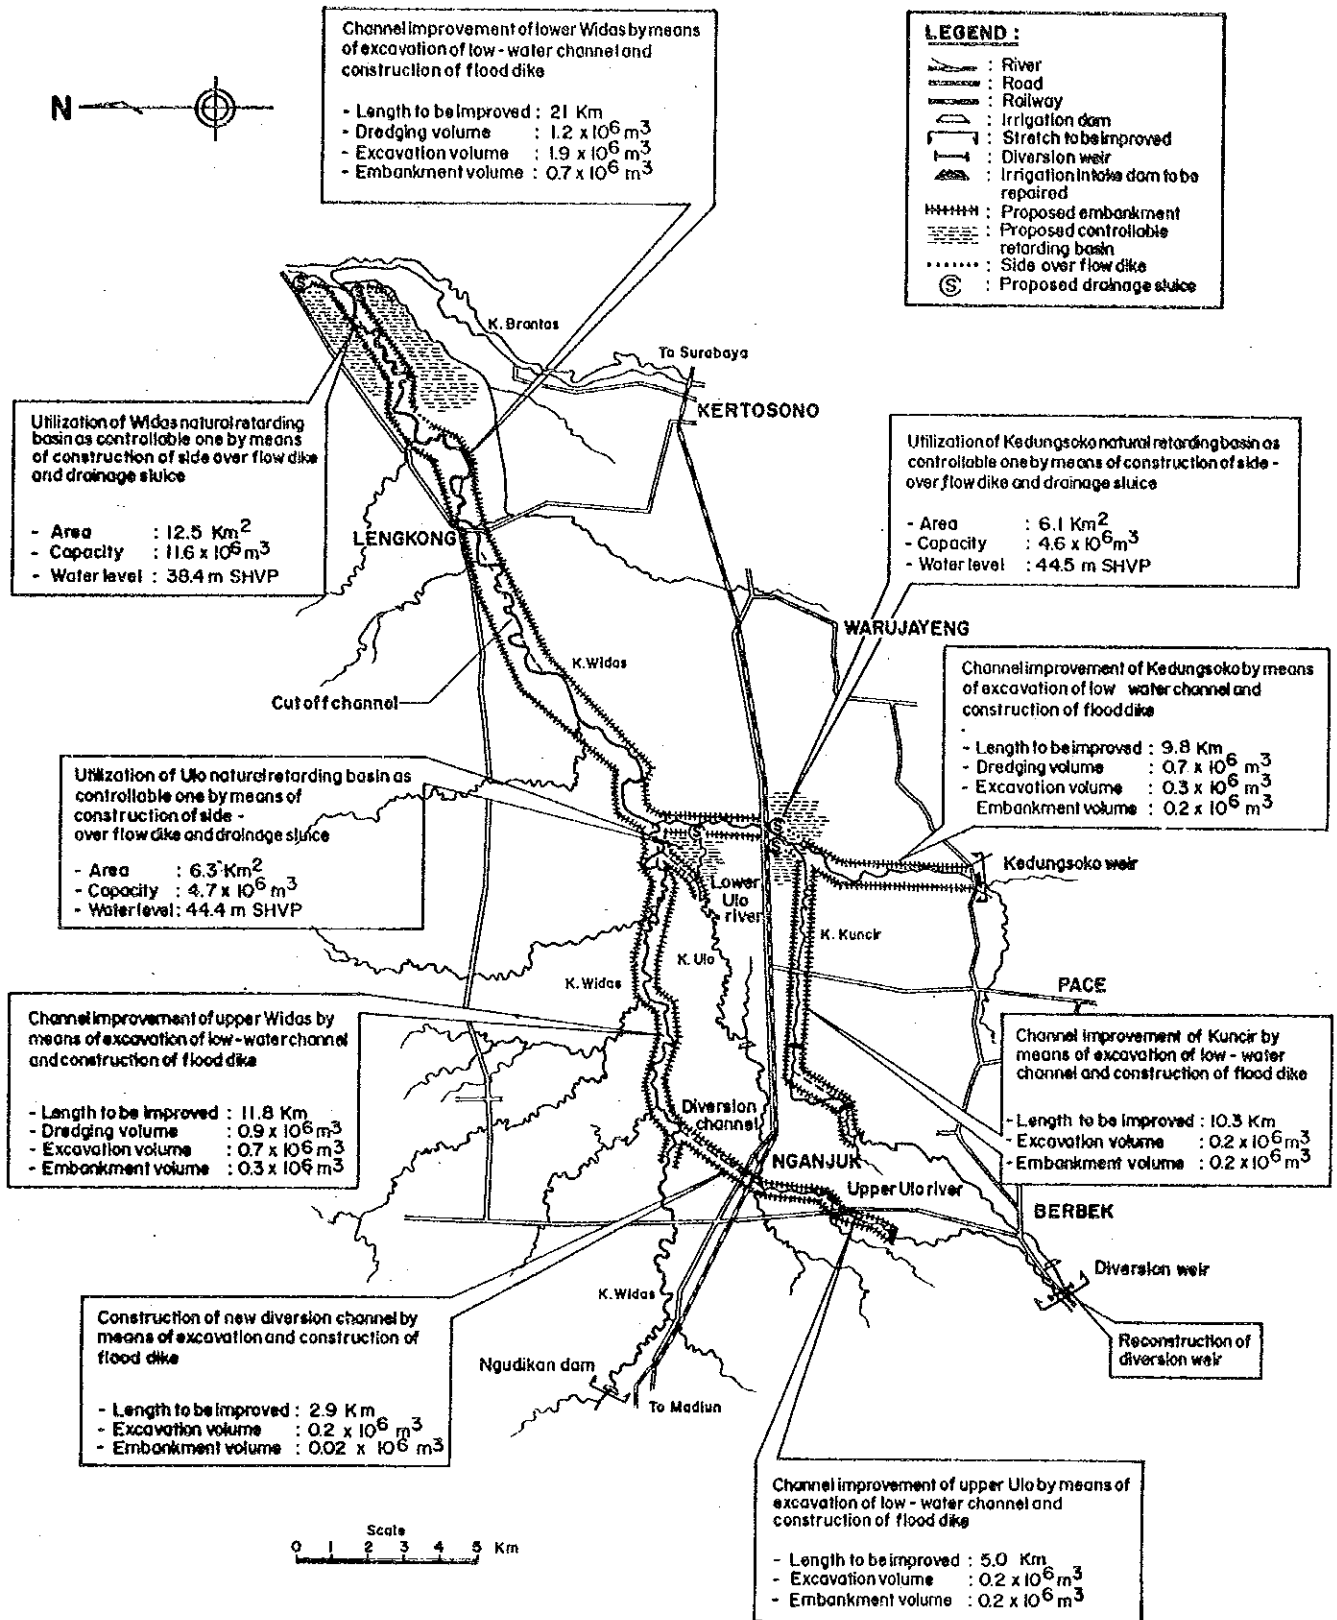 Channel improvement of lower Widas by means
of excavation of low-water channel and
construction of flood dike
- Length to be improved : 21 Km
- Dredging volume : 1.2 x 10⁶ m³
- Excavation volume : 1.9 x 10⁶ m³
- Embankment volume : 0.7 x 10⁶ m³
LEGEND :
: River
: Road
: Railway
: Irrigation dam
: Stretch to be improved
: Diversion weir
: Irrigation intake dam to be
repaired
: Proposed embankment
: Proposed controllable
retarding basin
: Side over flow dike
S : Proposed drainage sluice
N
S
K. Brantas
To Surabaya
KERTOSONO
Utilization of Widas natural retarding
basin as controllable one by means
of construction of side over flow dike
and drainage sluice
- Area : 12.5 Km²
- Capacity : 11.6 x 10⁶ m³
- Water level : 38.4 m SHVP
Utilization of Kedungsoko natural retarding basin as
controllable one by means of construction of side -
over flow dike and drainage sluice
- Area : 6.1 Km²
- Capacity : 4.6 x 10⁶ m³
- Water level : 44.5 m SHVP
LENGKONG
WARUJAYENG
K. Widas
Cut off channel
Channel improvement of Kedungsoko by means
of excavation of low water channel and
construction of flood dike
- Length to be improved : 9.8 Km
- Dredging volume : 0.7 x 10⁶ m³
- Excavation volume : 0.3 x 10⁶ m³
Embankment volume : 0.2 x 10⁶ m³
Utilization of Ulo natural retarding basin as
controllable one by means of
construction of side -
over flow dike and drainage sluice
- Area : 6.3 Km²
- Capacity : 4.7 x 10⁶ m³
- Water level : 44.4 m SHVP
S
S
S
Kedungsoko weir
Lower
Ulo
river
K. Kuncir
K. Ulo
K. Widas
PACE
Channel improvement of upper Widas by
means of excavation of low-water channel
and construction of flood dike
- Length to be improved : 11.8 Km
- Dredging volume : 0.9 x 10⁶ m³
- Excavation volume : 0.7 x 10⁶ m³
- Embankment volume : 0.3 x 10⁶ m³
Channel improvement of Kuncir by
means of excavation of low - water
channel and construction of flood dike
- Length to be improved : 10.3 Km
- Excavation volume : 0.2 x 10⁶ m³
- Embankment volume : 0.2 x 10⁶ m³
Diversion
channel
NGANJUK
Upper Ulo river
BERBEK
Diversion weir
K. Widas
Reconstruction of
diversion weir
Construction of new diversion channel by
means of excavation and construction of
flood dike
- Length to be improved : 2.9 Km
- Excavation volume : 0.2 x 10⁶ m³
- Embankment volume : 0.02 x 10⁶ m³
Ngudikan dam
To Madiun
Channel improvement of upper Ulo by means of
excavation of low - water channel and
construction of flood dike
- Length to be improved : 5.0 Km
- Excavation volume : 0.2 x 10⁶ m³
- Embankment volume : 0.2 x 10⁶ m³
Scale
0 1 2 3 4 5 Km